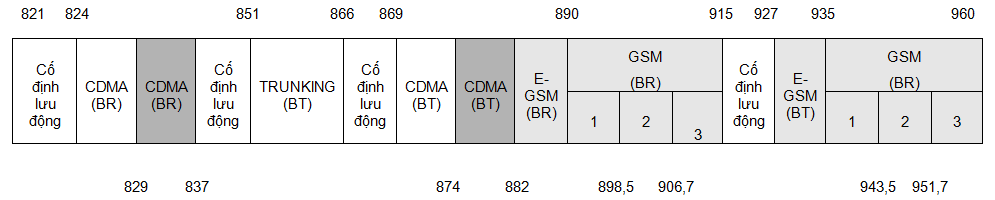 821 824 851 866 869 890 915 927 935 960
Cố định lưu động
CDMA (BR)
CDMA (BR)
Cố định lưu động
TRUNKING (BT)
Cố định lưu động
CDMA (BT)
CDMA (BT)
E-GSM (BR)
GSM
(BR)
1 2 3
Cố định lưu động
E-GSM (BT)
GSM
(BR)
1 2 3
829 837 874 882 898,5 906,7 943,5 951,7